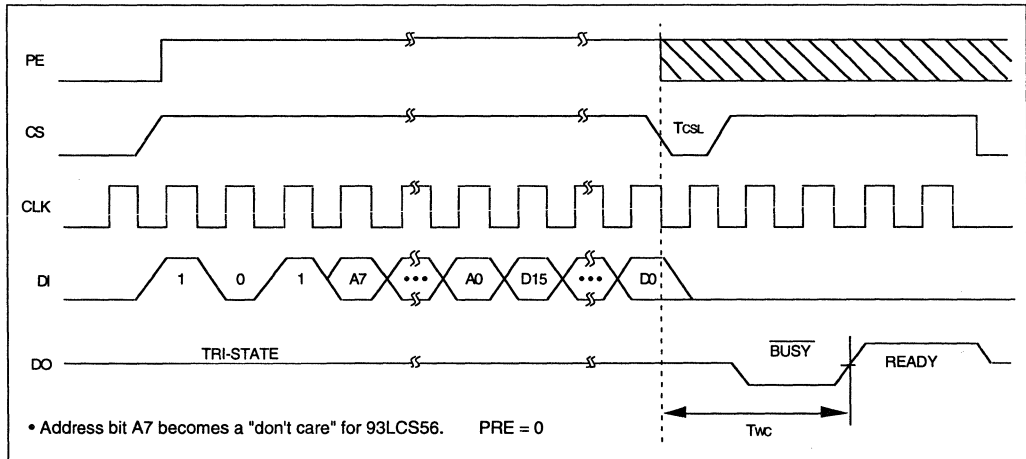 PE
CS
TCSL
CLK
DI 1 0 1 A7 ••• A0 D15 ••• D0
TRI-STATE
BUSY
DO
READY
• Address bit A7 becomes a "don't care" for 93LCS56. PRE = 0
TWC